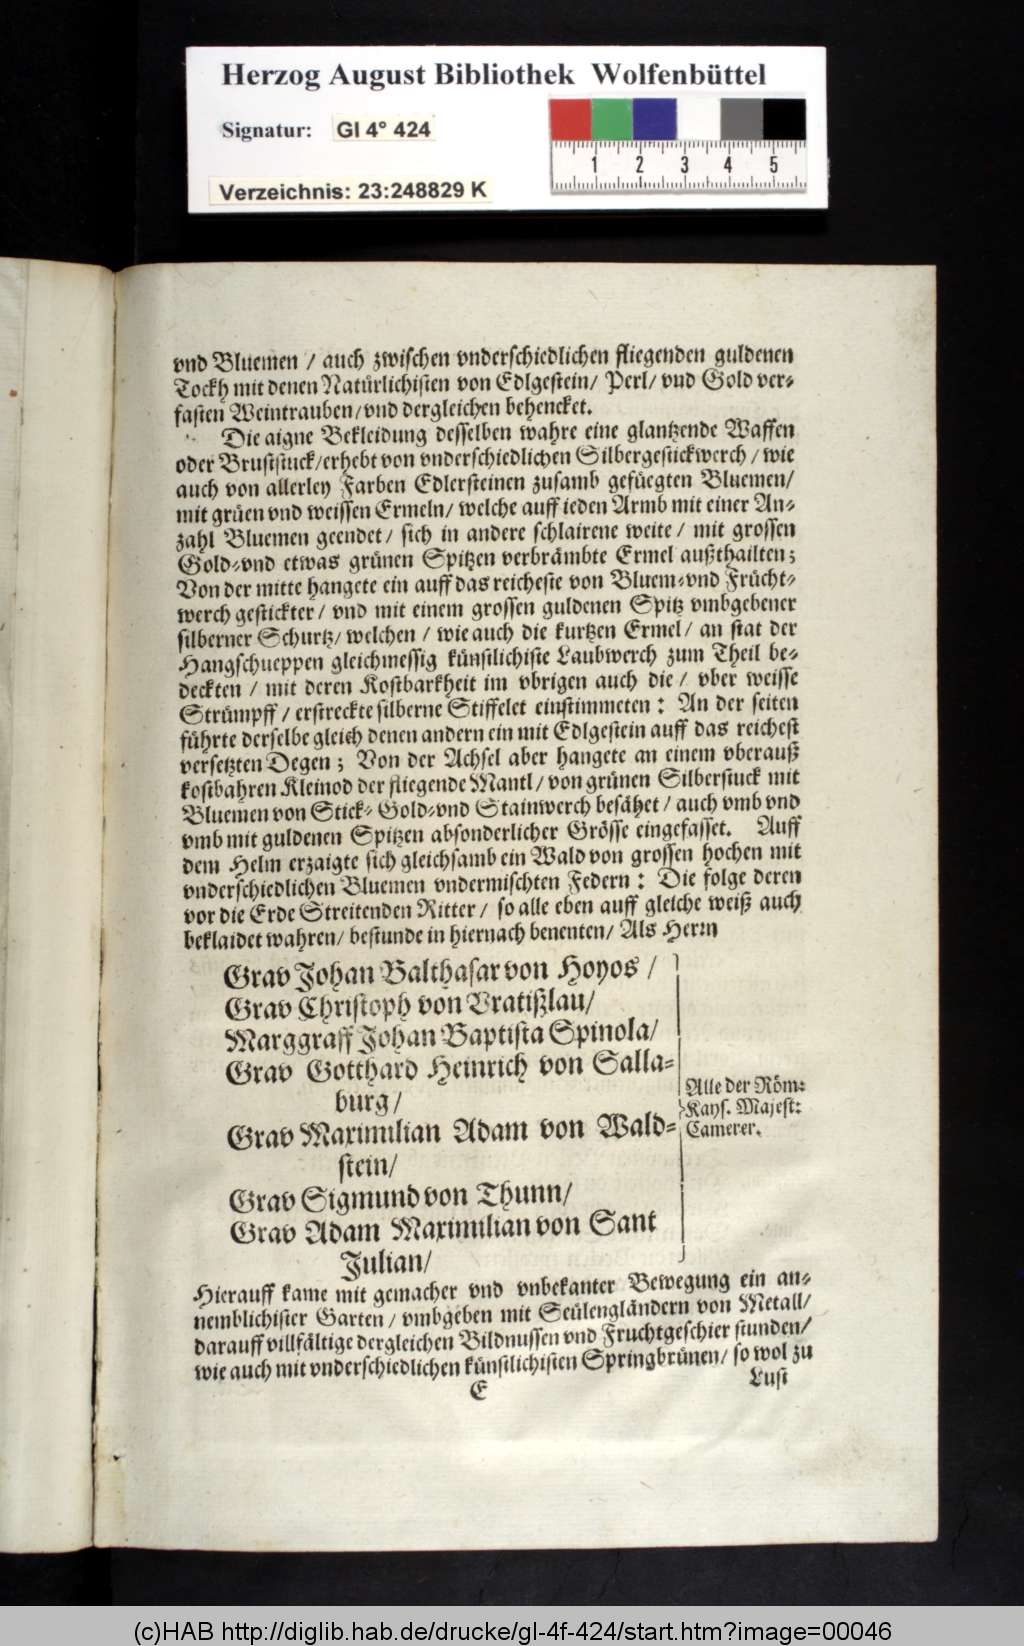 Herzog August Bibliothek Wolfenbüttel
Signatur: Gl 4° 424
Verzeichnis: 23:248829 K
1 2 3 4 5
vnd Bluemen / auch zwischen vnderschiedlichen fliegenden guldenen
Tockh mit denen Natürlichisten von Edlgestein/ Perl/ vnd Gold ver-
fasten Weintrauben/ vnd dergleichen behencket.
Die aigne Bekleidung desselben wahre eine glantzende Waffen
oder Bruststuck/ erhebt von vnderschiedlichen Silbergestickwerch / wie
auch von allerley Farben Edlersteinen zusamb gefüegten Bluemen/
mit grüen vnd weissen Ermeln/ welche auff ieden Armb mit einer An-
zahl Bluemen geendet/ sich in andere schlairene weite / mit grossen
Gold-vnd etwas grünen Spitzen verbrämbte Ermel außthailten;
Von der mitte hangete ein auff das reicheste von Bluem-vnd Frücht-
werch gestickter/ vnd mit einem grossen guldenen Spitz vmbgebener
silberner Schurtz/ welchen / wie auch die kurtzen Ermel/ an stat der
Hangschueppen gleichmessig künstlichiste Laubwerch zum Theil be-
deckten / mit deren Kostbarkheit im vbrigen auch die / vber weisse
Strümpff / erstreckte silberne Stiffelet einstimmeten: An der seiten
führte derselbe gleich denen andern ein mit Edlgestein auff das reichest
versetzten Degen; Von der Achsel aber hangete an einem vberauß
kostbahren Kleinod der fliegende Mantl/ von grünen Silberstuck mit
Bluemen von Stick- Gold-vnd Stainwerch besähet/ auch vmb vnd
vmb mit guldenen Spitzen absonderlicher Grösse eingefasset. Auff
dem Helm erzaigte sich gleichsamb ein Wald von grossen hochen mit
vnderschiedlichen Bluemen vndermischten Federn: Die folge deren
vor die Erde Streitenden Ritter/ so alle eben auff gleiche weiß auch
beklaidet wahren/ bestunde in hiernach benenten/ Als Herrn
Grav Johan Balthasar von Hoyos /
Grav Christoph von Vratißlau/
Marggraff Johan Baptista Spinola/
Grav Gotthard Heinrich von Salla-
burg/
Grav Maximilian Adam von Wald-
stein/
Grav Sigmund von Thunn/
Grav Adam Maximilian von Sant
Julian/
Alle der Röm:
Kays. Majest:
Camerer.
Hierauff kame mit gemacher vnd vnbekanter Bewegung ein an-
nemblichister Garten/ vmbgeben mit Seülengländern von Metall/
darauff villfältige dergleichen Bildnussen vnd Fruchtgeschier stunden/
wie auch mit vnderschiedlichen künstlichisten Springbrünen/ so wol zu
E Lust
(c)HAB http://diglib.hab.de/drucke/gl-4f-424/start.htm?image=00046